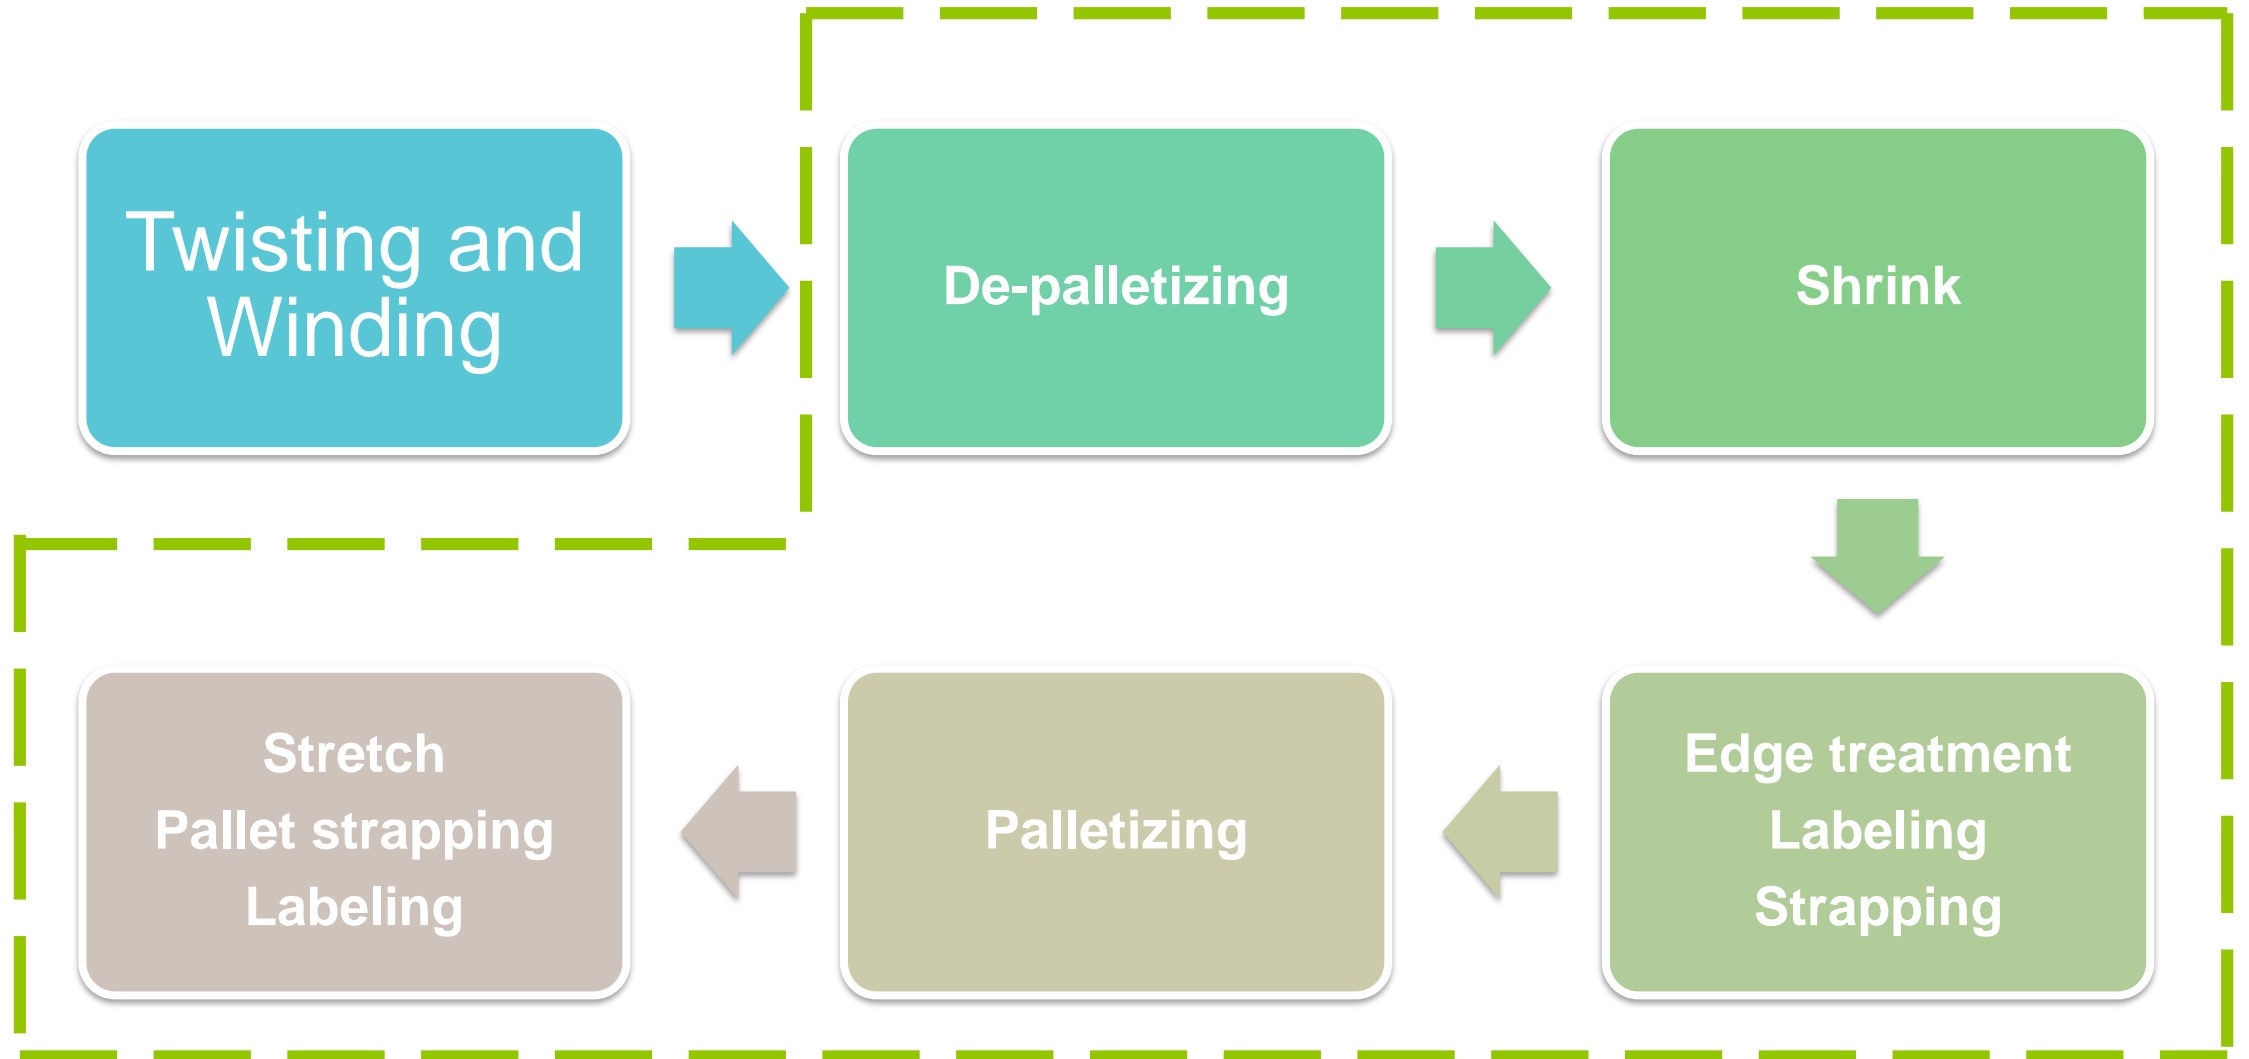 Twisting and
Winding
De-palletizing
Shrink
Edge treatment
Labeling
Strapping
Palletizing
Stretch
Pallet strapping
Labeling